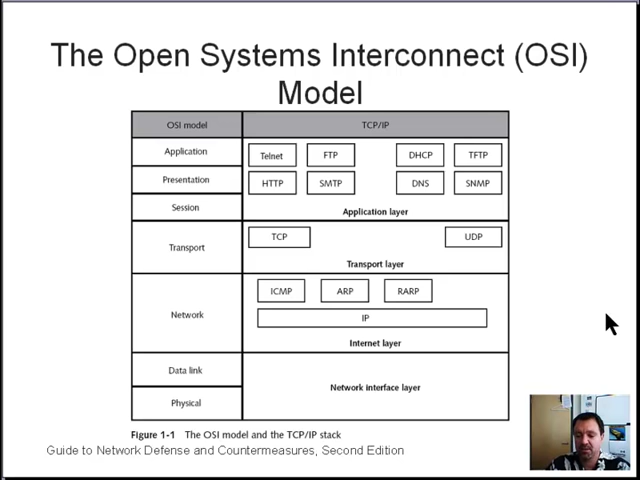 The Open Systems Interconnect (OSI)
Model
OSI model TCP/IP
Application Telnet FTP DHCP TFTP
Presentation HTTP SMTP DNS SNMP
Session
Application layer
Transport TCP UDP
Transport layer
ICMP ARP RARP
Network IP
Internet layer
Data link
Network interface layer
Physical
Figure 1-1 The OSI model and the TCP/IP stack
Guide to Network Defense and Countermeasures, Second Edition